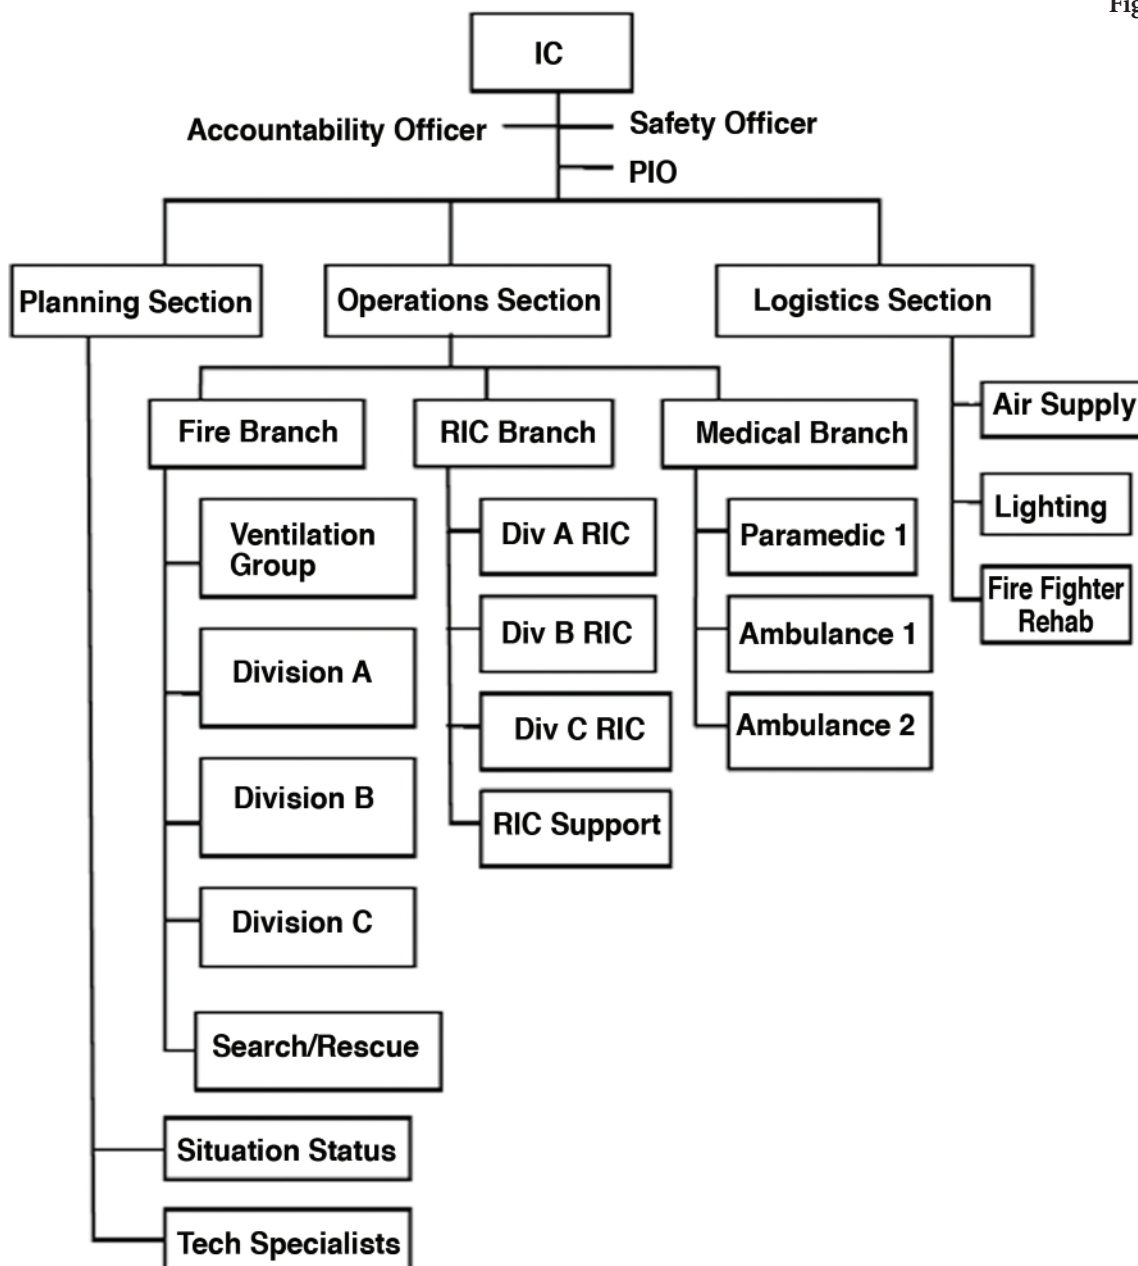 Fig
IC
Accountability Officer
Safety Officer
PIO
Planning Section
Operations Section
Logistics Section
Fire Branch
RIC Branch
Medical Branch
Air Supply
Lighting
Fire Fighter
Rehab
Ventilation
Group
Division A
Division B
Division C
Search/Rescue
Div A RIC
Div B RIC
Div C RIC
RIC Support
Paramedic 1
Ambulance 1
Ambulance 2
Situation Status
Tech Specialists